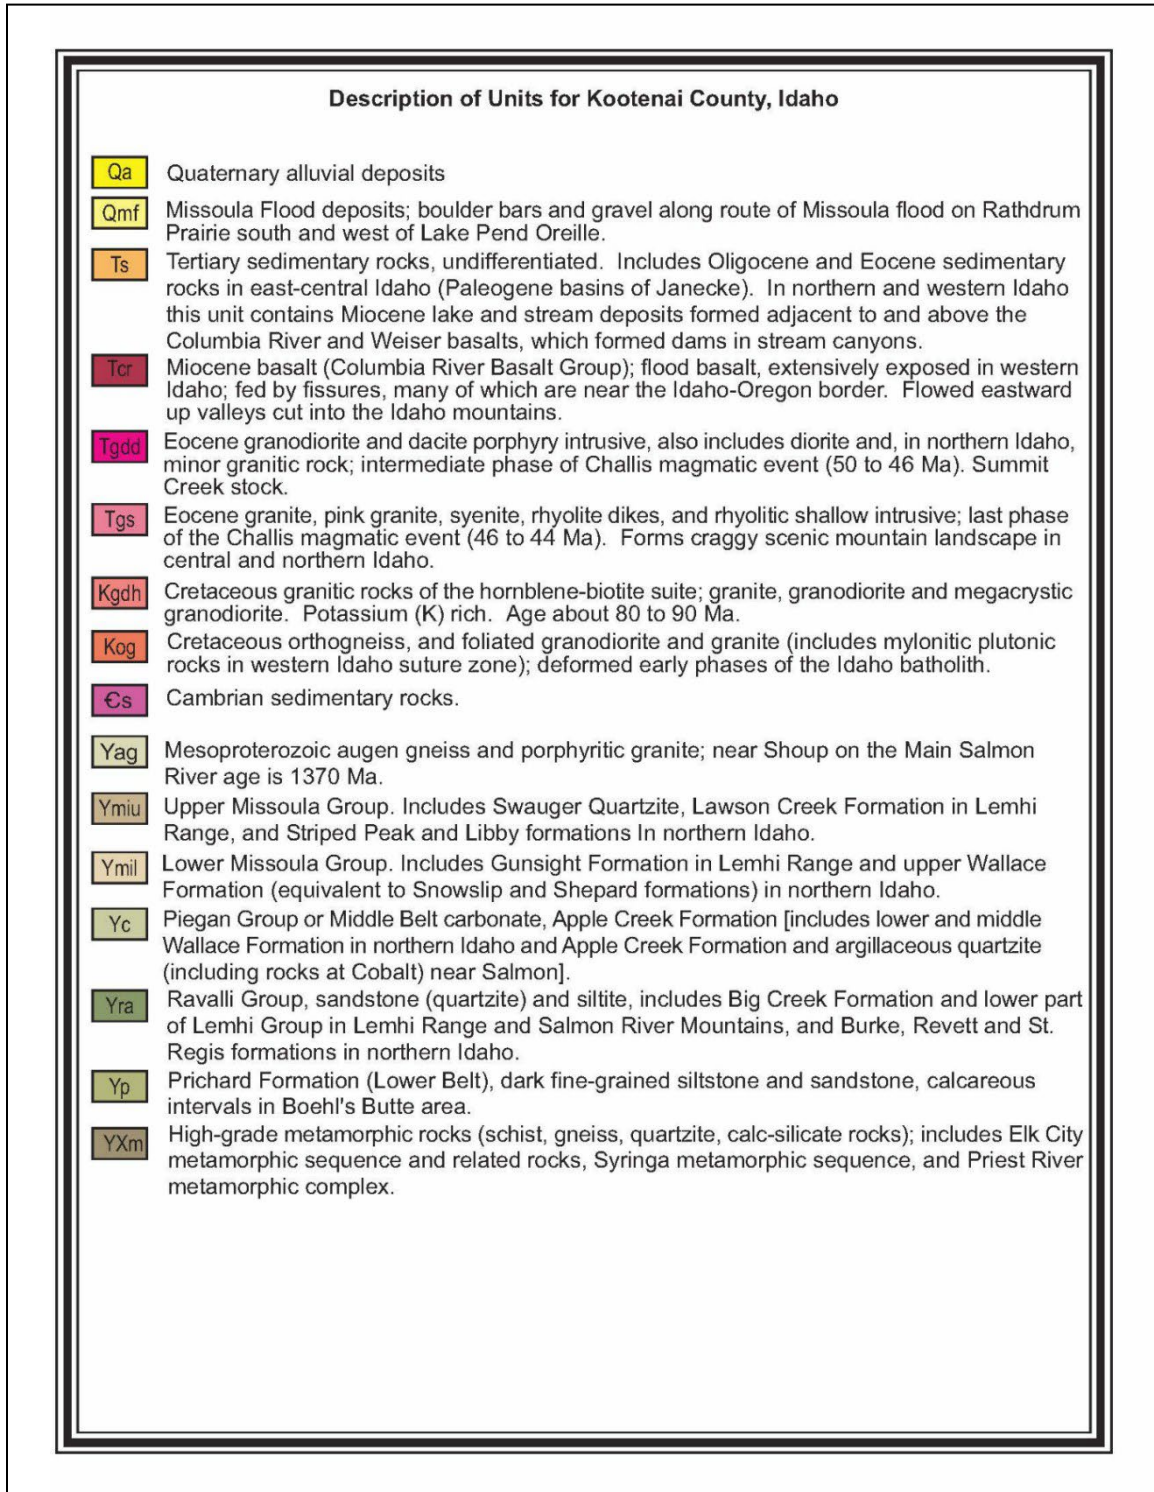 Description of Units for Kootenai County, Idaho
Qa Quaternary alluvial deposits
Qmf Missoula Flood deposits; boulder bars and gravel along route of Missoula flood on Rathdrum
Prairie south and west of Lake Pend Oreille.
Ts Tertiary sedimentary rocks, undifferentiated. Includes Oligocene and Eocene sedimentary
rocks in east-central Idaho (Paleogene basins of Janecke). In northern and western Idaho
this unit contains Miocene lake and stream deposits formed adjacent to and above the
Columbia River and Weiser basalts, which formed dams in stream canyons.
Tcr Miocene basalt (Columbia River Basalt Group); flood basalt, extensively exposed in western
Idaho; fed by fissures, many of which are near the Idaho-Oregon border. Flowed eastward
up valleys cut into the Idaho mountains.
Tgdd Eocene granodiorite and dacite porphyry intrusive, also includes diorite and, in northern Idaho,
minor granitic rock; intermediate phase of Challis magmatic event (50 to 46 Ma). Summit
Creek stock.
Tgs Eocene granite, pink granite, syenite, rhyolite dikes, and rhyolitic shallow intrusive; last phase
of the Challis magmatic event (46 to 44 Ma). Forms craggy scenic mountain landscape in
central and northern Idaho.
Kgdh Cretaceous granitic rocks of the hornblene-biotite suite; granite, granodiorite and megacrystic
granodiorite. Potassium (K) rich. Age about 80 to 90 Ma.
Kog Cretaceous orthogneiss, and foliated granodiorite and granite (includes mylonitic plutonic
rocks in western Idaho suture zone); deformed early phases of the Idaho batholith.
Єs Cambrian sedimentary rocks.
Yag Mesoproterozoic augen gneiss and porphyritic granite; near Shoup on the Main Salmon
River age is 1370 Ma.
Ymiu Upper Missoula Group. Includes Swauger Quartzite, Lawson Creek Formation in Lemhi
Range, and Striped Peak and Libby formations In northern Idaho.
Ymil Lower Missoula Group. Includes Gunsight Formation in Lemhi Range and upper Wallace
Formation (equivalent to Snowslip and Shepard formations) in northern Idaho.
Yc Piegan Group or Middle Belt carbonate, Apple Creek Formation [includes lower and middle
Wallace Formation in northern Idaho and Apple Creek Formation and argillaceous quartzite
(including rocks at Cobalt) near Salmon].
Yra Ravalli Group, sandstone (quartzite) and siltite, includes Big Creek Formation and lower part
of Lemhi Group in Lemhi Range and Salmon River Mountains, and Burke, Revett and St.
Regis formations in northern Idaho.
Yp Prichard Formation (Lower Belt), dark fine-grained siltstone and sandstone, calcareous
intervals in Boehl's Butte area.
YXm High-grade metamorphic rocks (schist, gneiss, quartzite, calc-silicate rocks); includes Elk City
metamorphic sequence and related rocks, Syringa metamorphic sequence, and Priest River
metamorphic complex.